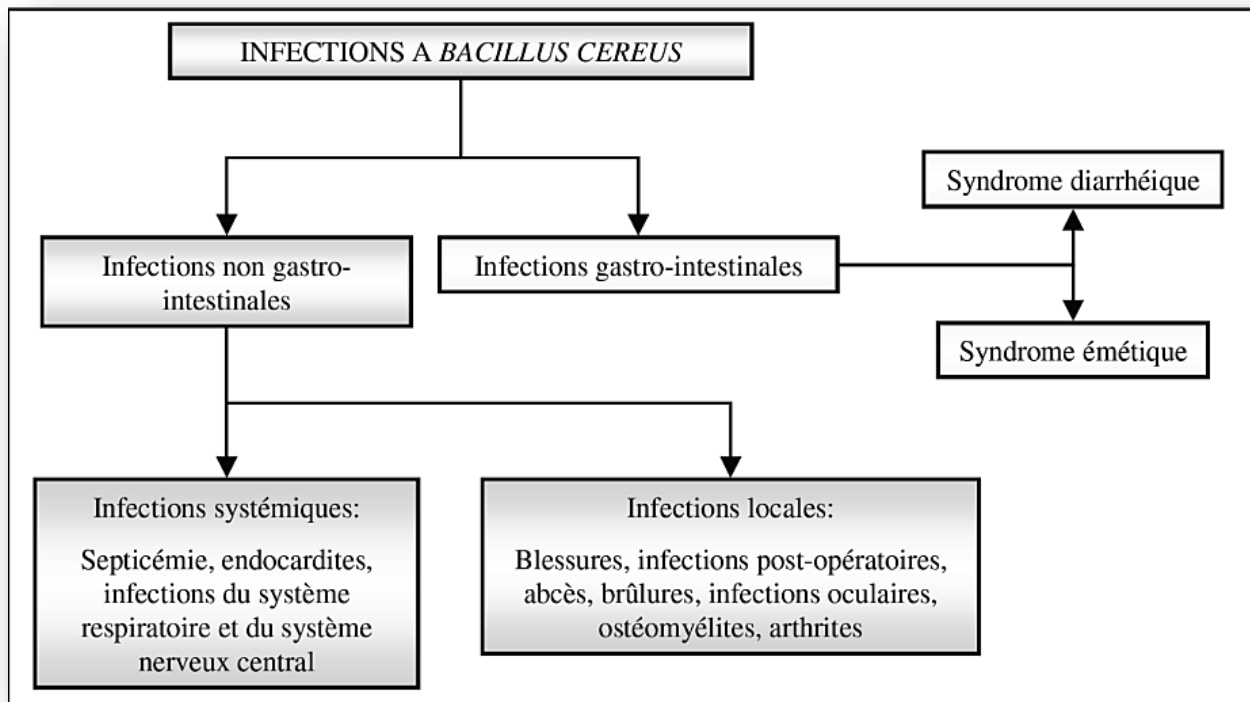 INFECTIONS A BACILLUS CEREUS
Syndrome diarrhéique
Infections non gastro-
intestinales
Infections gastro-intestinales
Syndrome émétique
Infections systémiques:
Septicémie, endocardites,
infections du système
respiratoire et du système
nerveux central
Infections locales:
Blessures, infections post-opératoires,
abcès, brûlures, infections oculaires,
ostéomyélites, arthrites